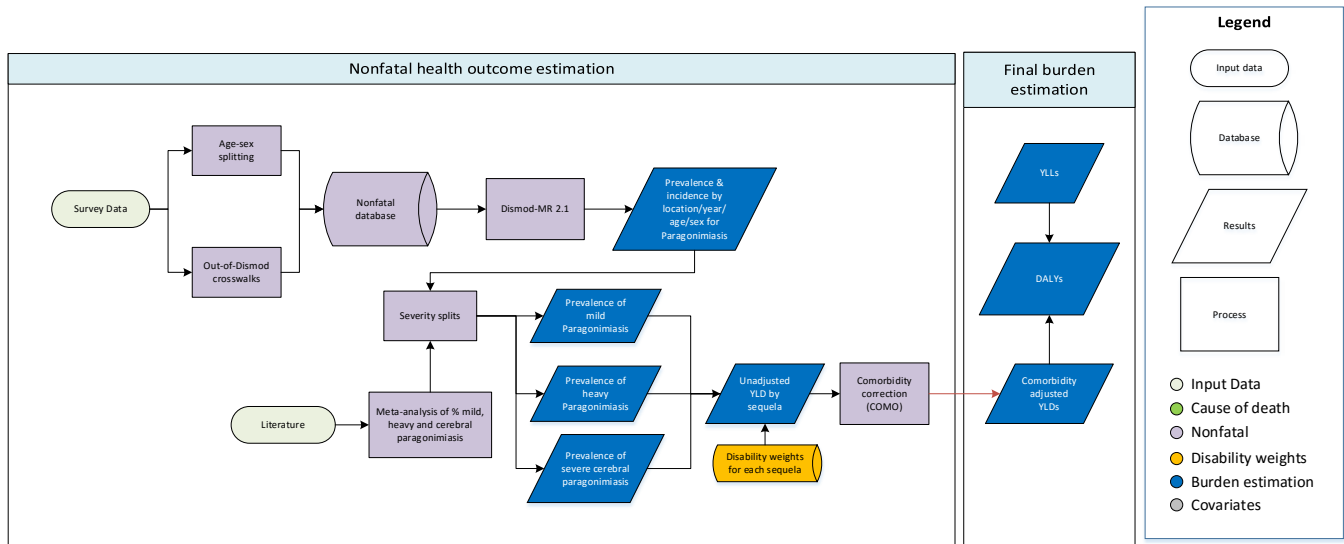 Nonfatal health outcome estimation
Final burden
estimation
Legend
Input data
Database
Results
Process
Input Data
Cause of death
Nonfatal
Disability weights
Burden estimation
Covariates
Survey Data
Age-sex
splitting
Out-of-Dismod
crosswalks
Nonfatal
database
Dismod-MR 2.1
Prevalence &
incidence by
location/year/
age/sex for
Paragonimiasis
Severity splits
Literature
Meta-analysis of % mild,
heavy and cerebral
paragonimiasis
Prevalence of
mild
Paragonimiasis
Prevalence of
heavy
Paragonimiasis
Prevalence of
severe cerebral
paragonimiasis
Unadjusted
YLD by
sequela
Disability weights
for each sequela
Comorbidity
correction
(COMO)
YLLs
DALYs
Comorbidity
adjusted
YLDs